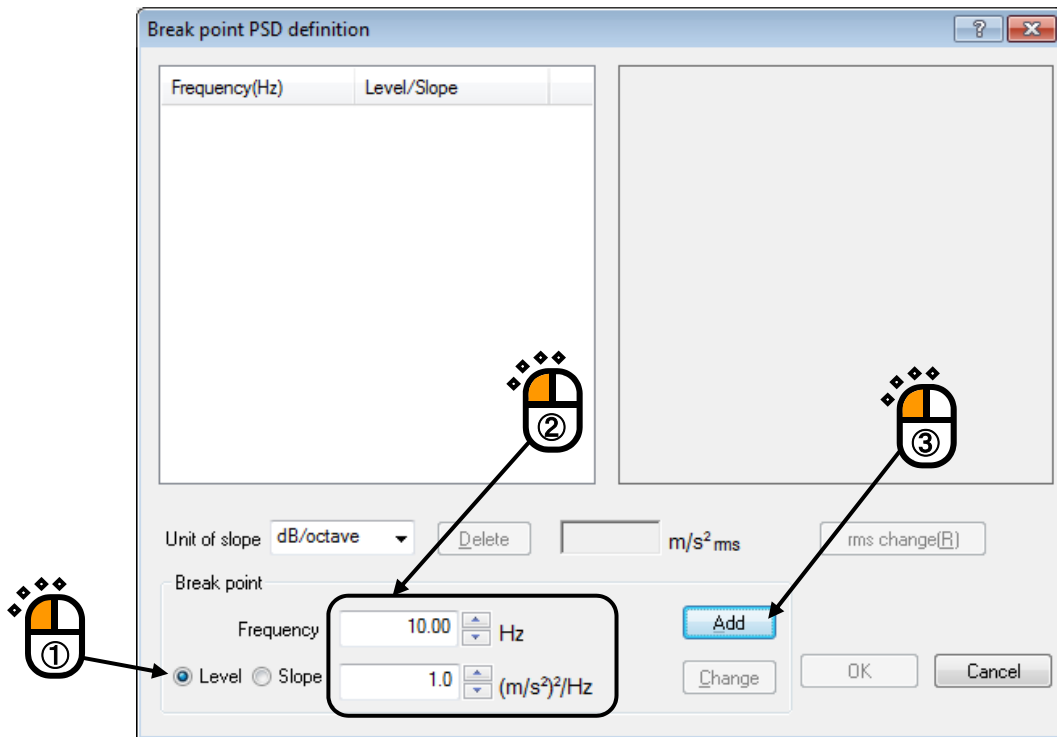 Break point PSD definition
?
Frequency(Hz) Level/Slope
②
③
Unit of slope dB/octave Delete m/s² rms rms change(R)
Break point
①
Frequency 10.00 Hz Add
Level Slope 1.0 (m/s²)²/Hz Change OK Cancel